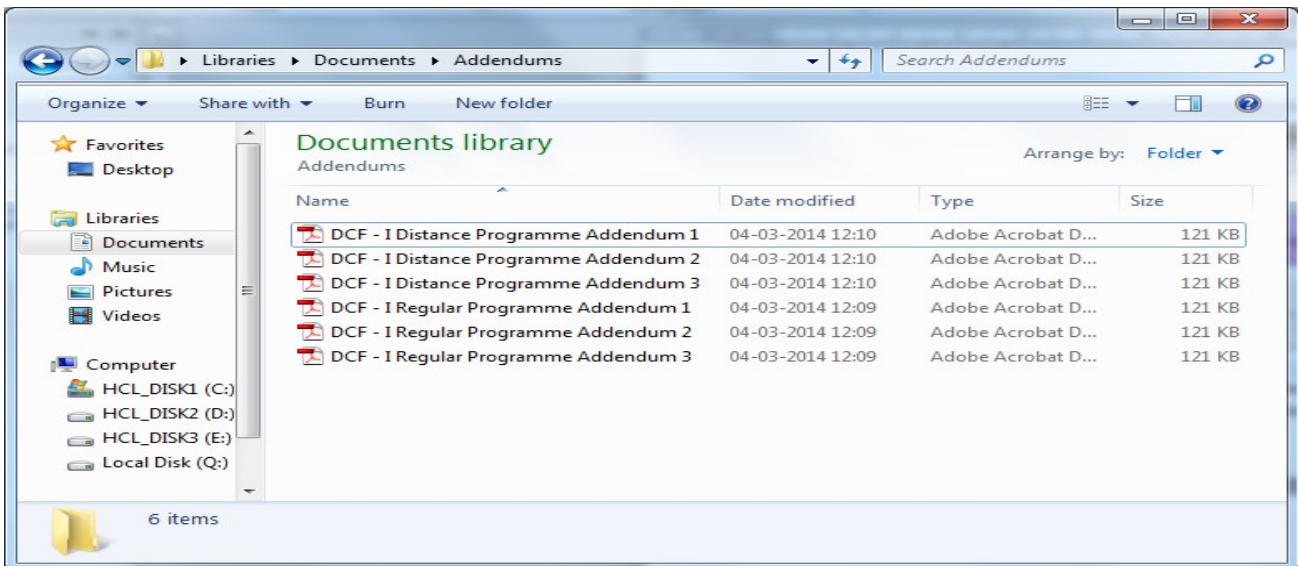 Libraries ▸ Documents ▸ Addendums
Search Addendums
Organize
Share with
Burn
New folder
Favorites
Desktop
Libraries
Documents
Music
Pictures
Videos
Computer
HCL_DISK1 (C:)
HCL_DISK2 (D:)
HCL_DISK3 (E:)
Local Disk (Q:)
Documents library
Addendums
Arrange by: Folder
Name Date modified Type Size
DCF - I Distance Programme Addendum 1 04-03-2014 12:10 Adobe Acrobat D... 121 KB
DCF - I Distance Programme Addendum 2 04-03-2014 12:10 Adobe Acrobat D... 121 KB
DCF - I Distance Programme Addendum 3 04-03-2014 12:10 Adobe Acrobat D... 121 KB
DCF - I Regular Programme Addendum 1 04-03-2014 12:09 Adobe Acrobat D... 121 KB
DCF - I Regular Programme Addendum 2 04-03-2014 12:09 Adobe Acrobat D... 121 KB
DCF - I Regular Programme Addendum 3 04-03-2014 12:09 Adobe Acrobat D... 121 KB
6 items